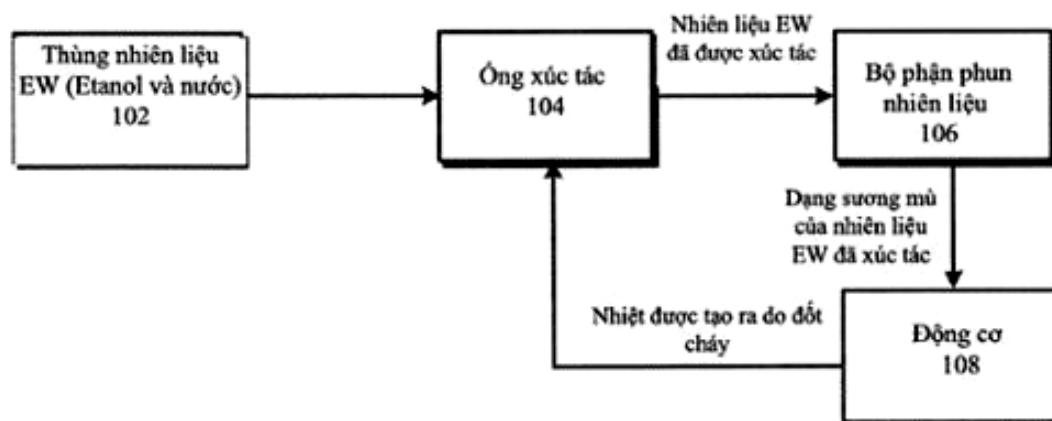 Thùng nhiên liệu
EW (Etanol và nước)
102
Ống xúc tác
104
Nhiên liệu EW
đã được xúc tác
Bộ phận phun
nhiên liệu
106
Dạng sương mù
của nhiên liệu
EW đã xúc tác
Nhiệt được tạo ra do đốt
cháy
Động cơ
108